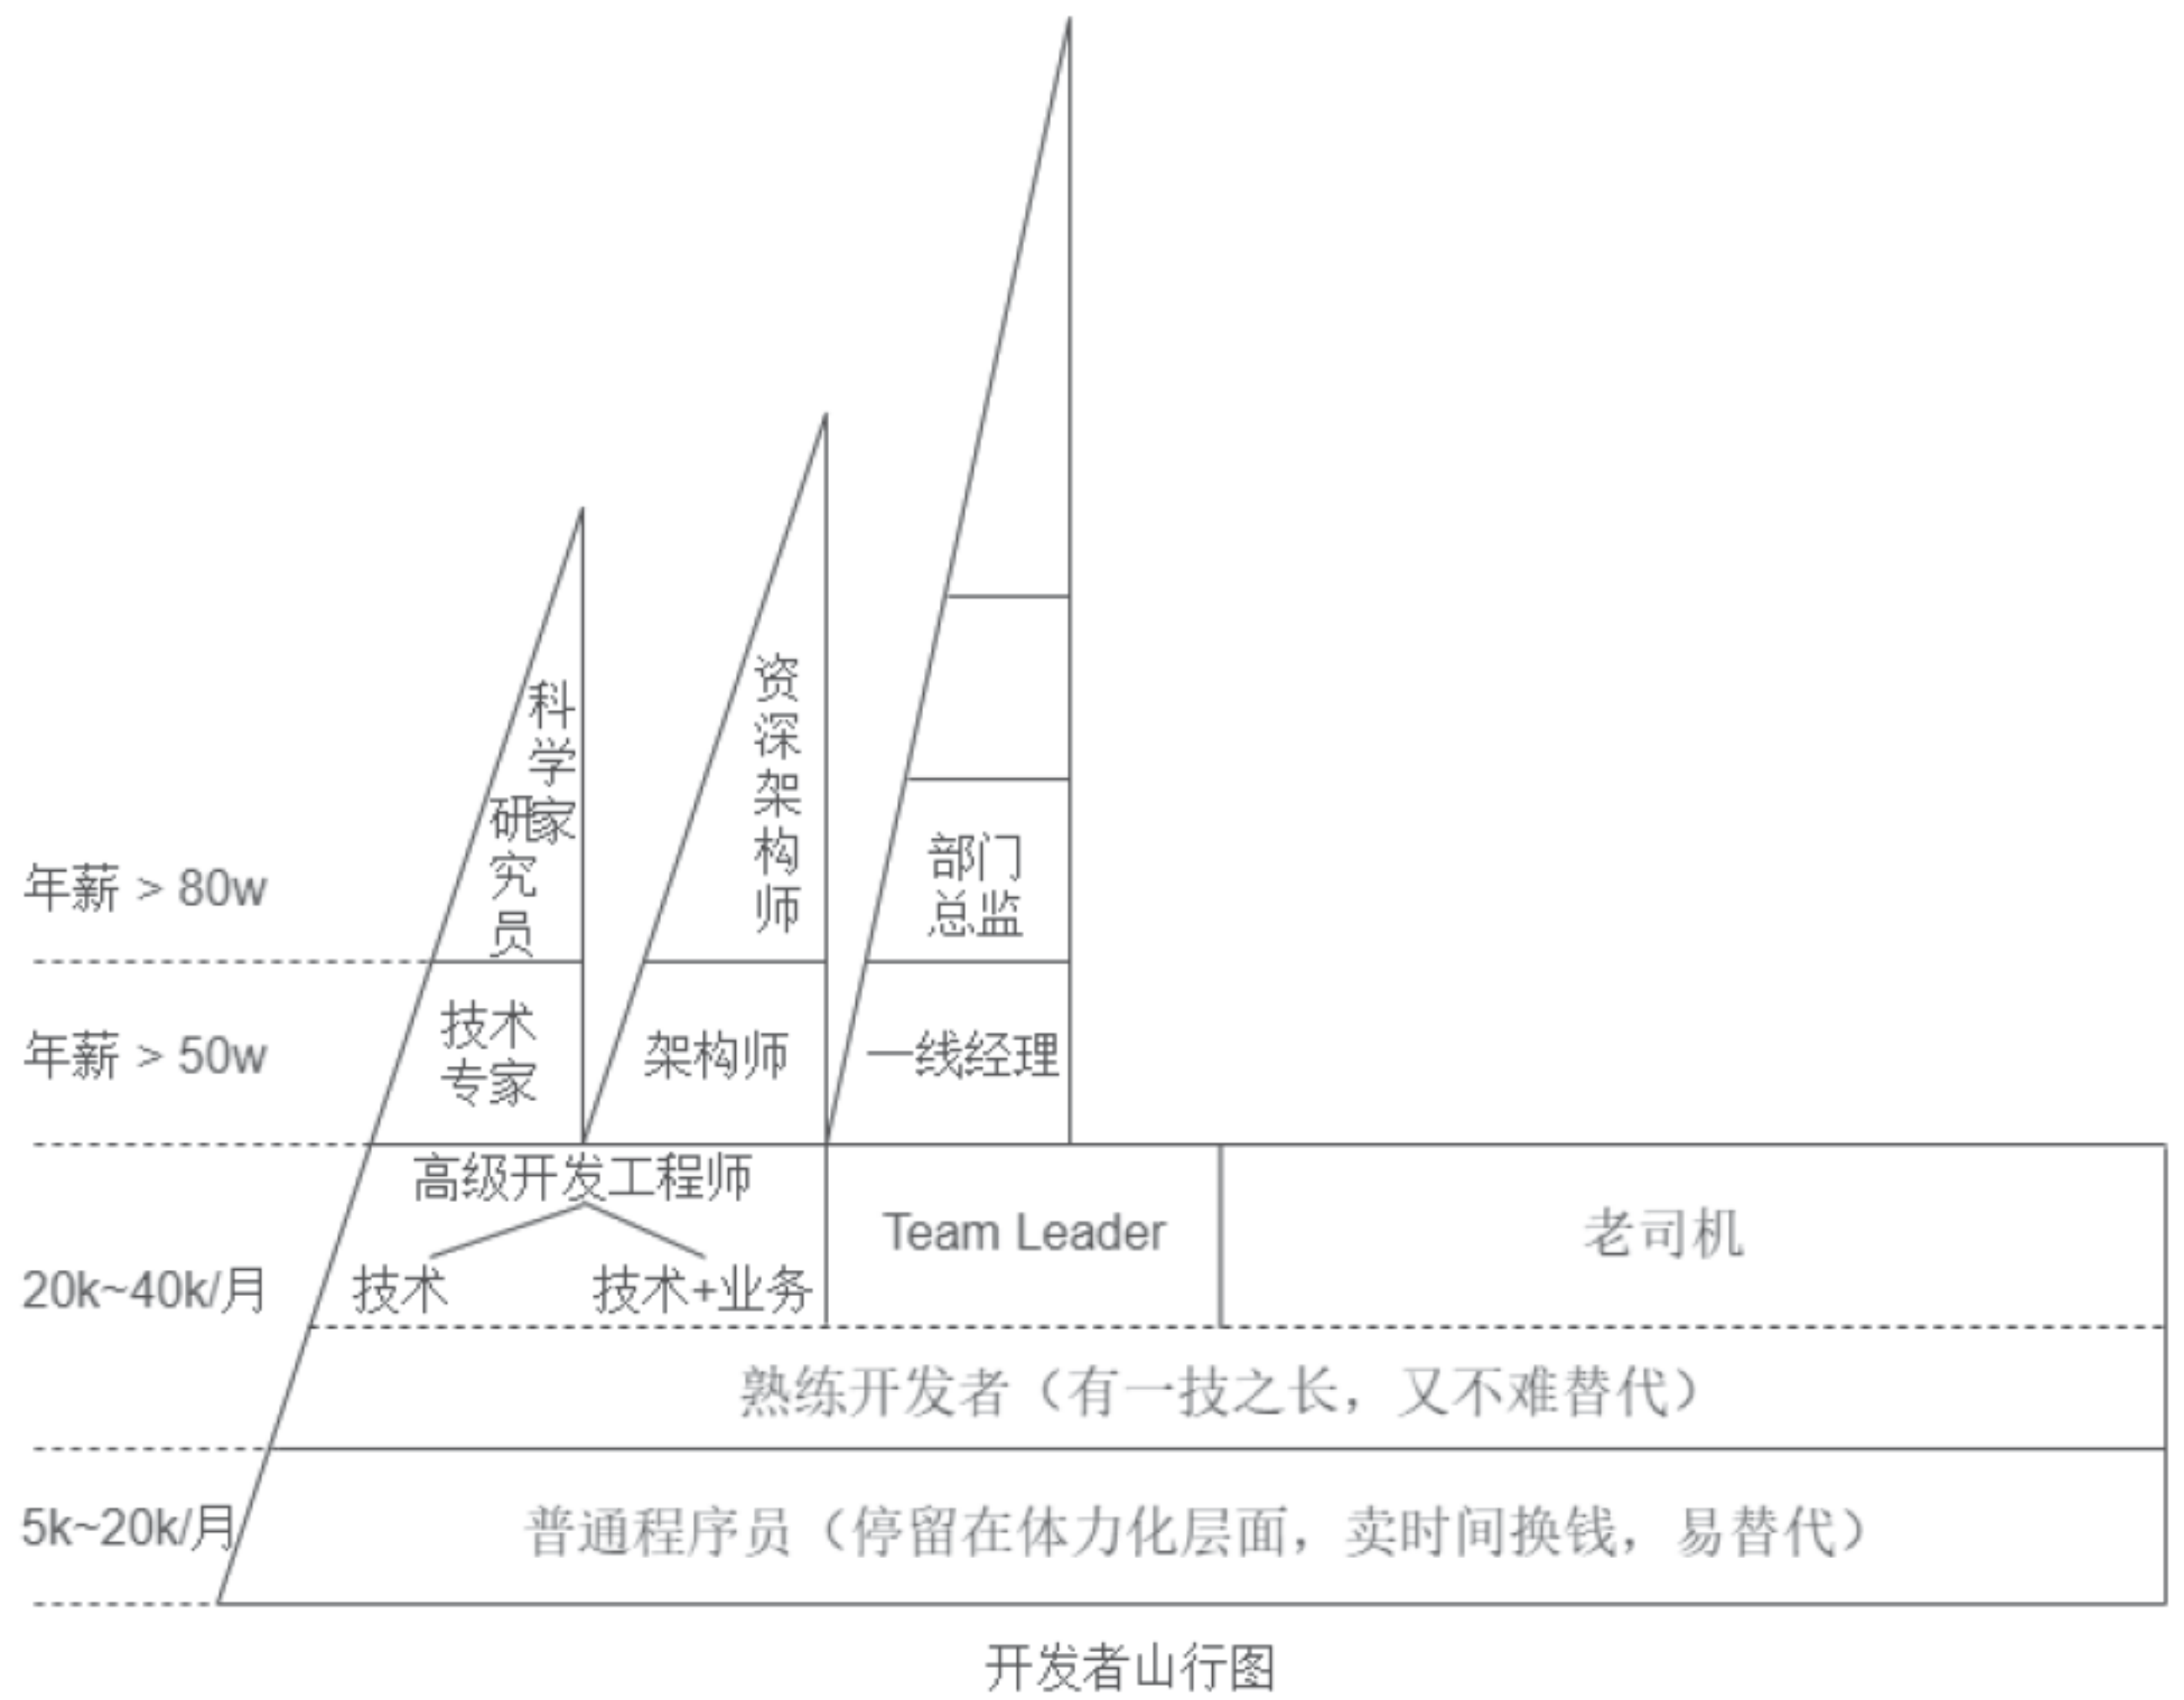 科学家
研究员
资深架构师
年薪 > 80w
部门
总监
年薪 > 50w
技术
专家
架构师
一线经理
高级开发工程师
技术
技术+业务
Team Leader
老司机
20k~40k/月
熟练开发者（有一技之长，又不难替代）
5k~20k/月
普通程序员（停留在体力化层面，卖时间换钱，易替代）
开发者山行图